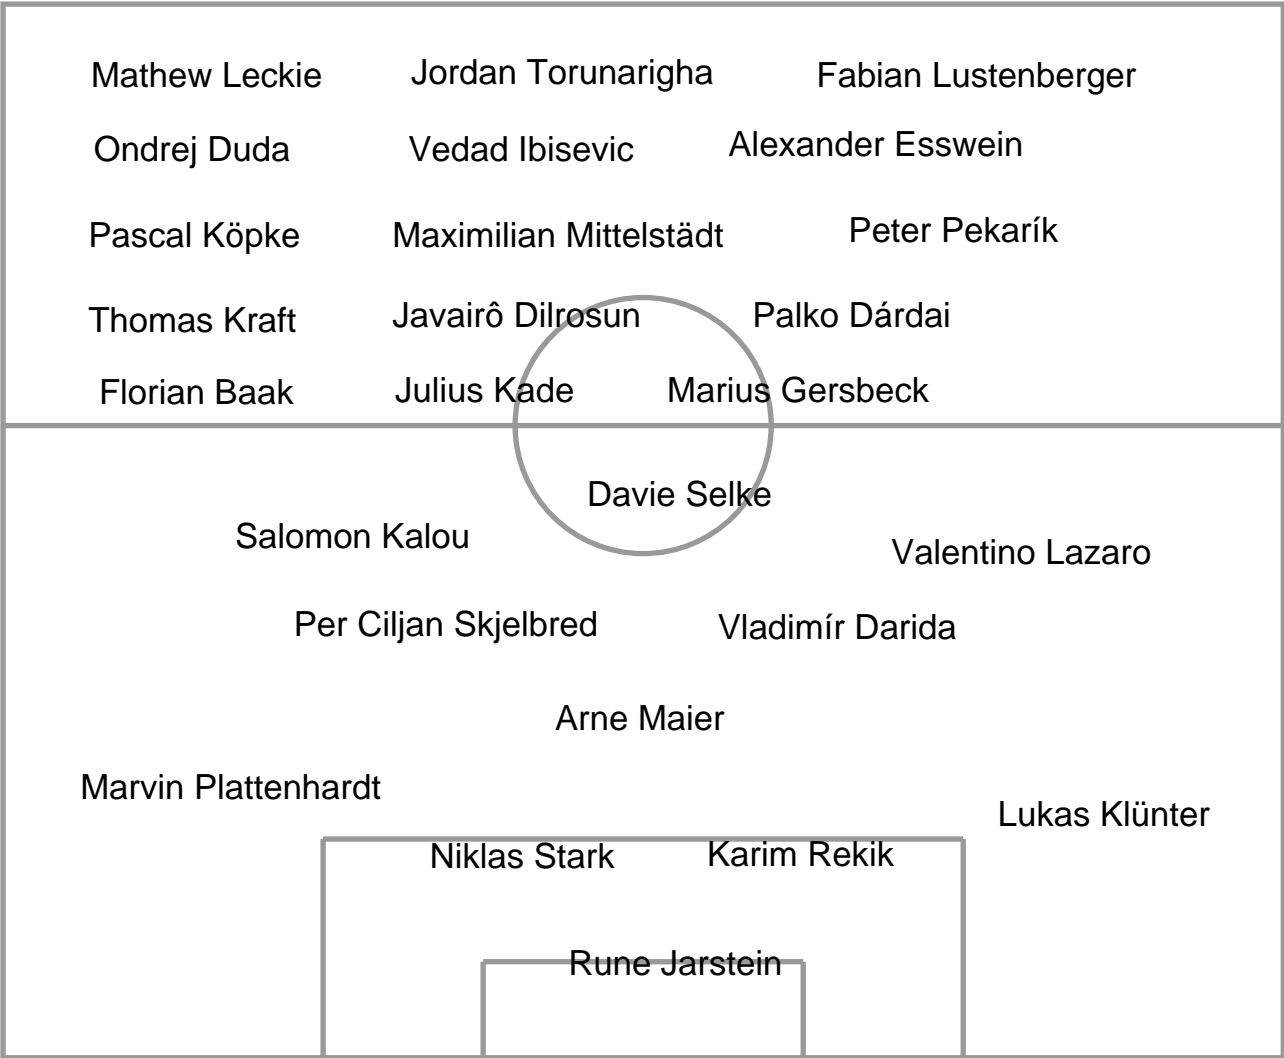 Mathew Leckie
Jordan Torunarigha
Fabian Lustenberger
Ondrej Duda
Vedad Ibisevic
Alexander Esswein
Pascal Köpke
Maximilian Mittelstädt
Peter Pekarík
Thomas Kraft
Javairô Dilrosun
Palko Dárdai
Florian Baak
Julius Kade
Marius Gersbeck
Davie Selke
Salomon Kalou
Valentino Lazaro
Per Ciljan Skjelbred
Vladimír Darida
Arne Maier
Marvin Plattenhardt
Lukas Klünter
Niklas Stark
Karim Rekik
Rune Jarstein